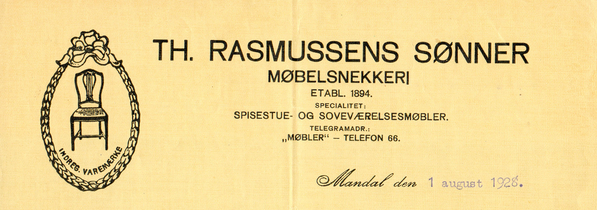 TH. RASMUSSENS SØNNER
MØBELSNEKKERI
ETABL. 1894.
SPECIALITET:
SPISESTUE- OG SOVEVÆRELSESMØBLER.
TELEGRAMADR.:
„MØBLER" — TELEFON 66.
INDREG. VAREMÆRKE
Mandal den 1 august 1928.